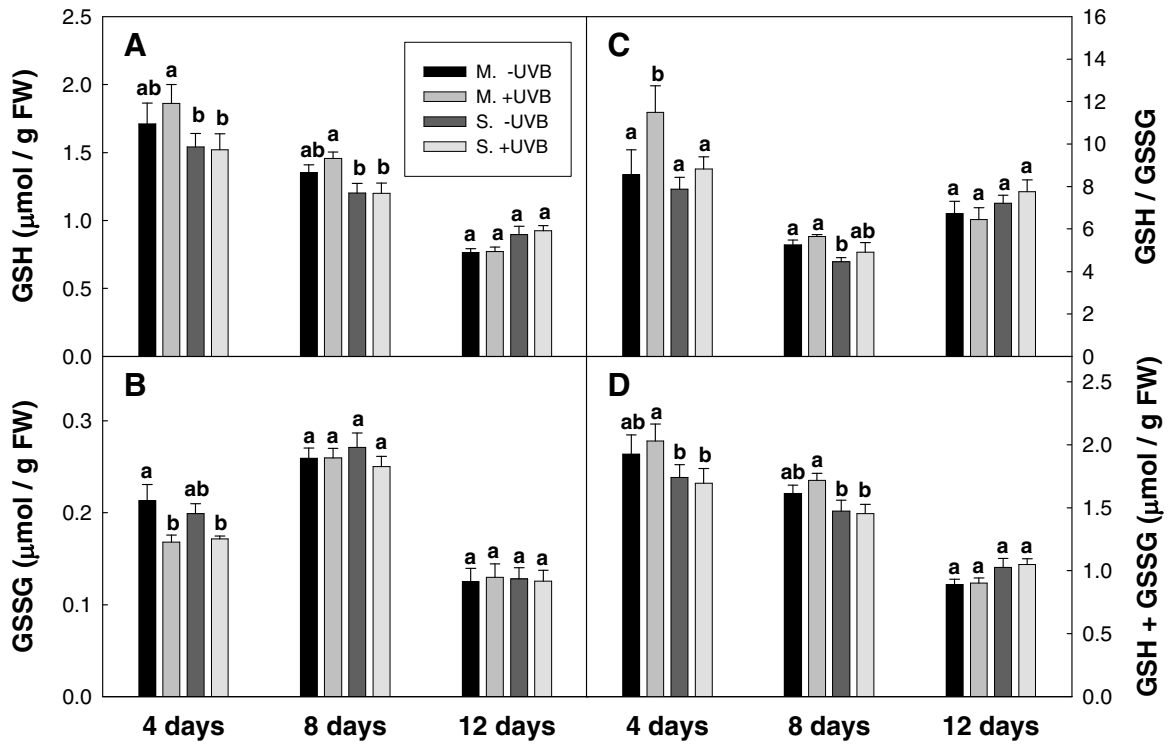 A
GSH (μmol / g FW)
2.5
2.0
1.5
1.0
0.5
0.0
ab a b b
ab a b b
a a a a
M. -UVB
M. +UVB
S. -UVB
S. +UVB
C
GSH / GSSG
16
14
12
10
8
6
4
2
0
a b a a
a a b ab
a a a a
B
GSSG (μmol / g FW)
0.3
0.2
0.1
0.0
a b ab b
a a a a
a a a a
4 days 8 days 12 days
D
GSH + GSSG (μmol / g FW)
2.5
2.0
1.5
1.0
0.5
0.0
ab a b b
ab a b b
a a a a
4 days 8 days 12 days